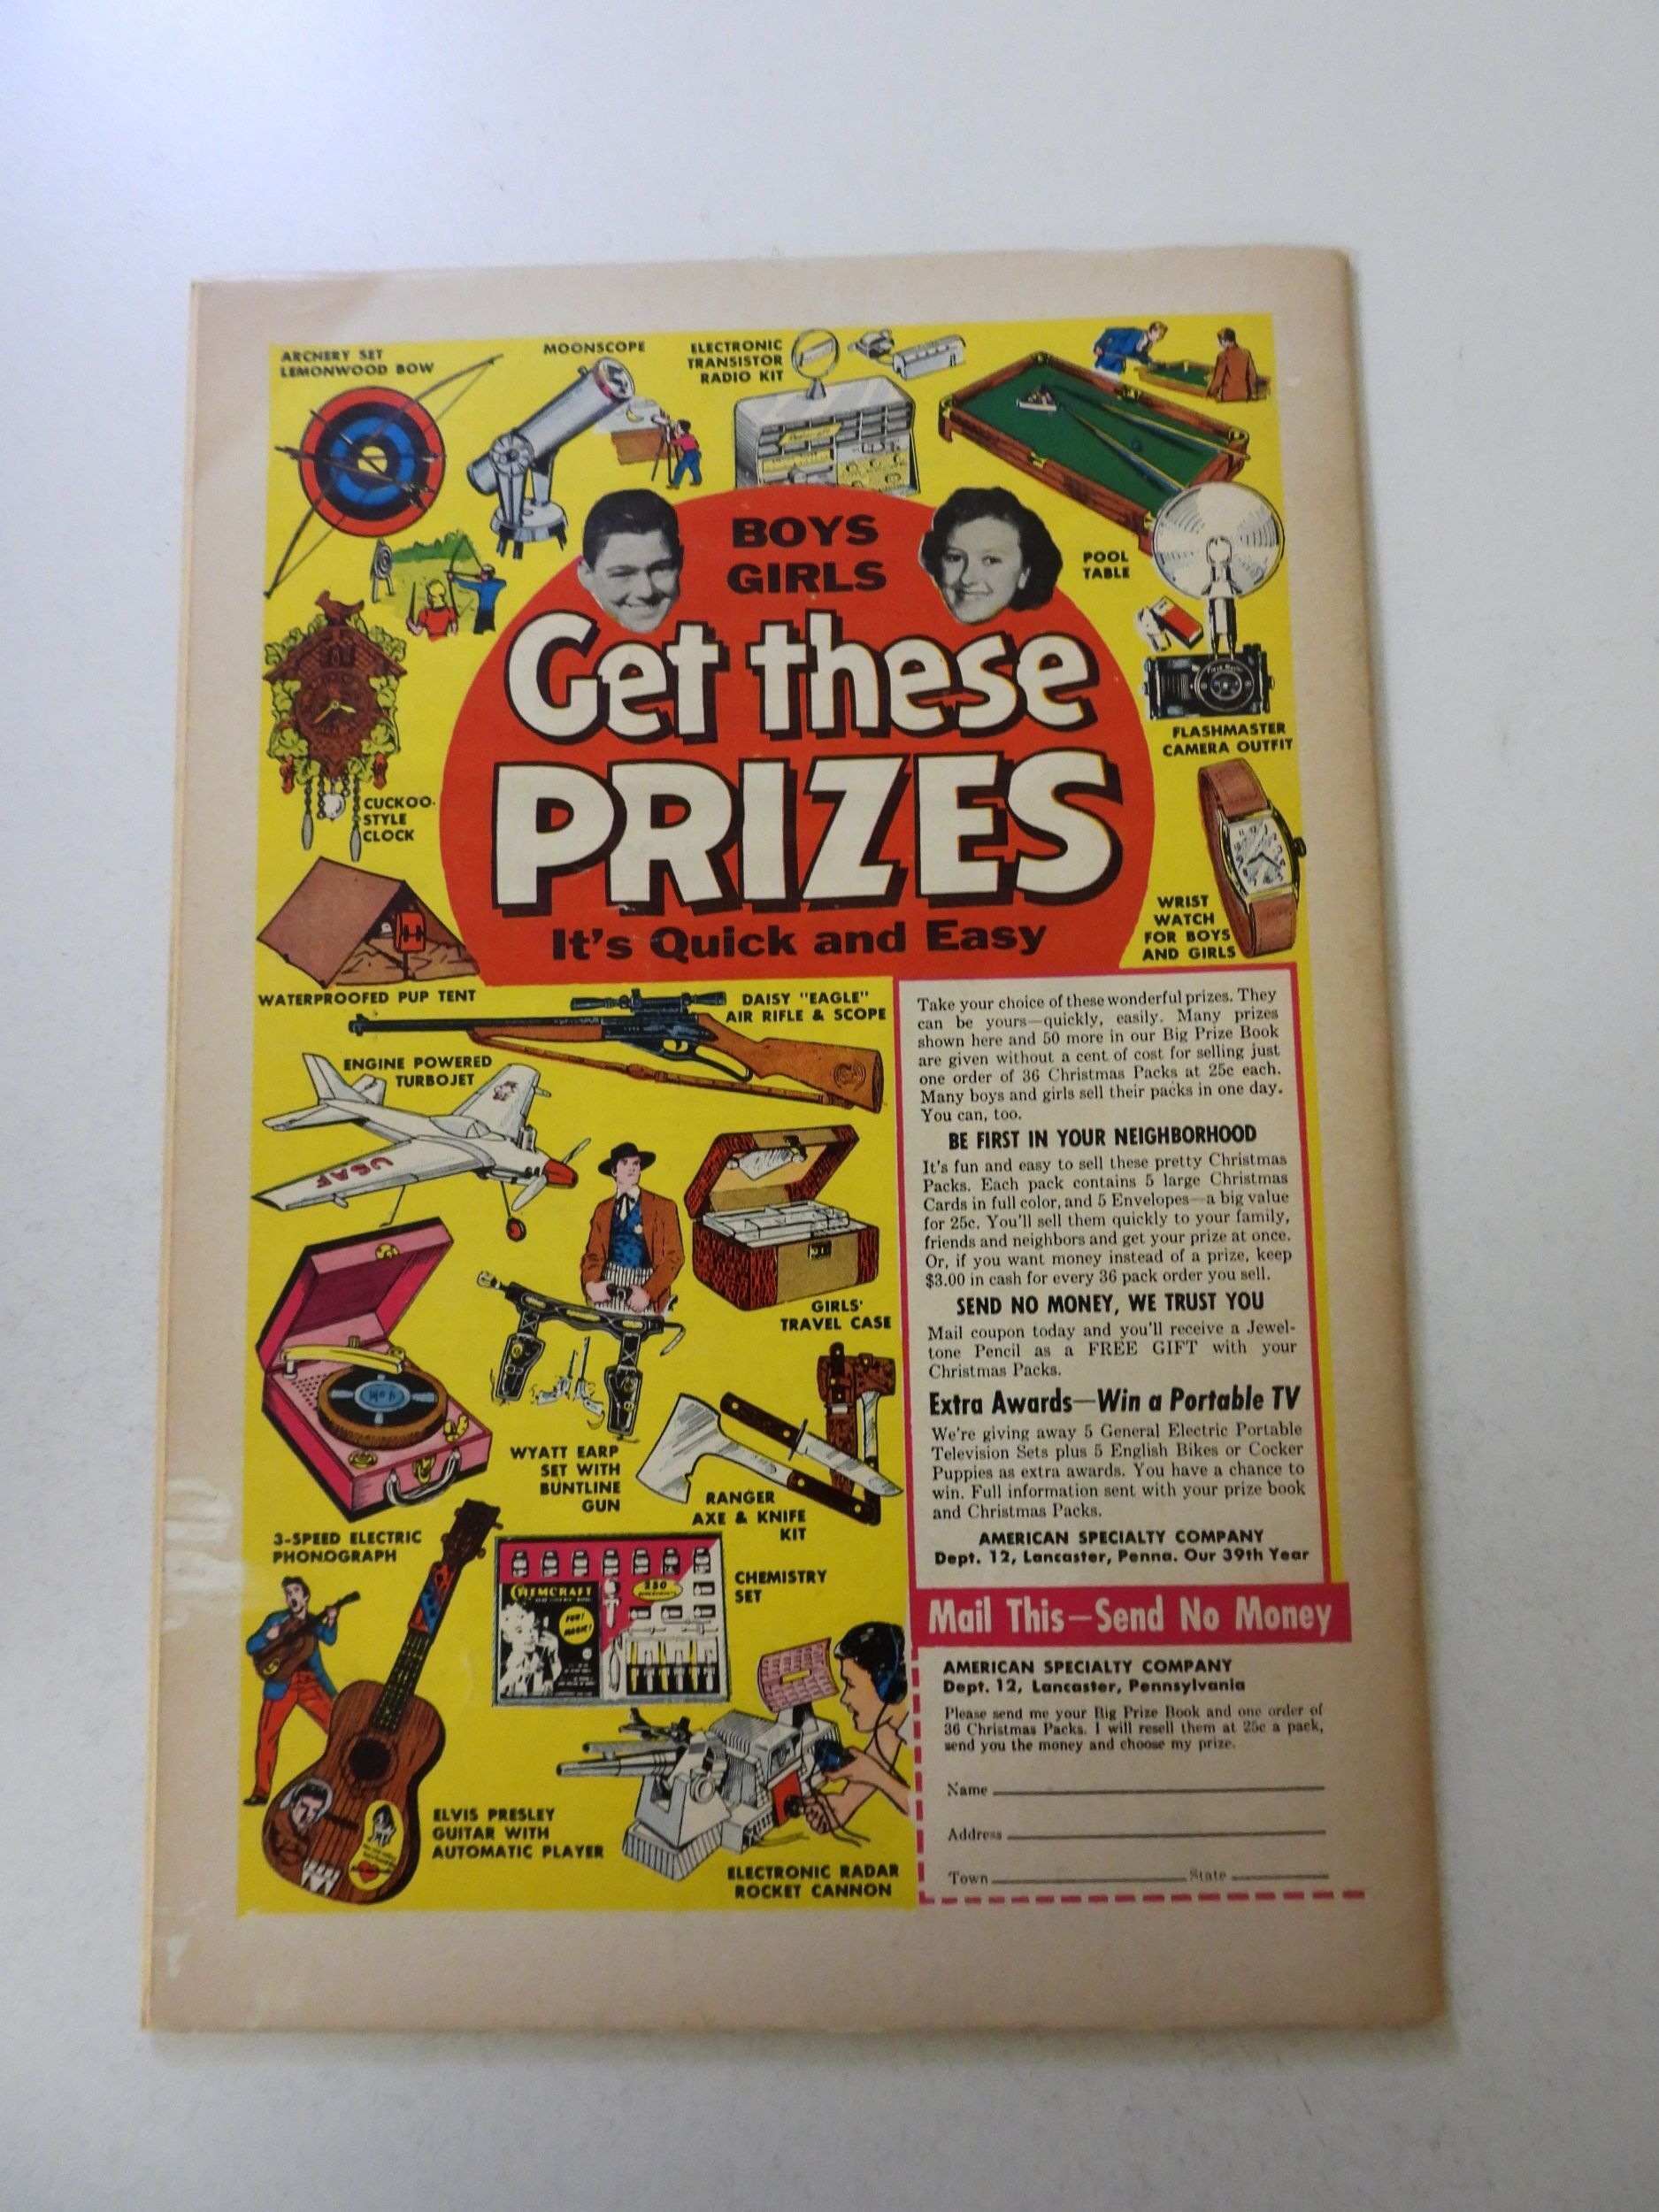 ARCHERY SET
LEMONWOOD BOW
MOONSCOPE
ELECTRONIC
TRANSISTOR
RADIO KIT
BOYS
GIRLS
POOL
TABLE
Get these
PRIZES
It's Quick and Easy
FLASHMASTER
CAMERA OUTFIT
CUCKOO-
STYLE
CLOCK
WRIST
WATCH
FOR BOYS
AND GIRLS
WATERPROOFED PUP TENT
DAISY "EAGLE"
AIR RIFLE & SCOPE
ENGINE POWERED
TURBOJET
USAF
GIRLS'
TRAVEL CASE
WYATT EARP
SET WITH
BUNTLINE
GUN
RANGER
AXE & KNIFE
KIT
3-SPEED ELECTRIC
PHONOGRAPH
CHEMCRAFT
250
FUN!
MAGIC!
CHEMISTRY
SET
ELVIS PRESLEY
GUITAR WITH
AUTOMATIC PLAYER
ELECTRONIC RADAR
ROCKET CANNON
Take your choice of these wonderful prizes. They
can be yours—quickly, easily. Many prizes
shown here and 50 more in our Big Prize Book
are given without a cent of cost for selling just
one order of 36 Christmas Packs at 25c each.
Many boys and girls sell their packs in one day.
You can, too.
BE FIRST IN YOUR NEIGHBORHOOD
It's fun and easy to sell these pretty Christmas
Packs. Each pack contains 5 large Christmas
Cards in full color, and 5 Envelopes—a big value
for 25c. You'll sell them quickly to your family,
friends and neighbors and get your prize at once.
Or, if you want money instead of a prize, keep
$3.00 in cash for every 36 pack order you sell.
SEND NO MONEY, WE TRUST YOU
Mail coupon today and you'll receive a Jewel-
tone Pencil as a FREE GIFT with your
Christmas Packs.
Extra Awards—Win a Portable TV
We're giving away 5 General Electric Portable
Television Sets plus 5 English Bikes or Cocker
Puppies as extra awards. You have a chance to
win. Full information sent with your prize book
and Christmas Packs.
AMERICAN SPECIALTY COMPANY
Dept. 12, Lancaster, Penna. Our 39th Year
Mail This—Send No Money
AMERICAN SPECIALTY COMPANY
Dept. 12, Lancaster, Pennsylvania
Please send me your Big Prize Book and one order of
36 Christmas Packs. I will resell them at 25c a pack,
send you the money and choose my prize.
Name
Address
Town State